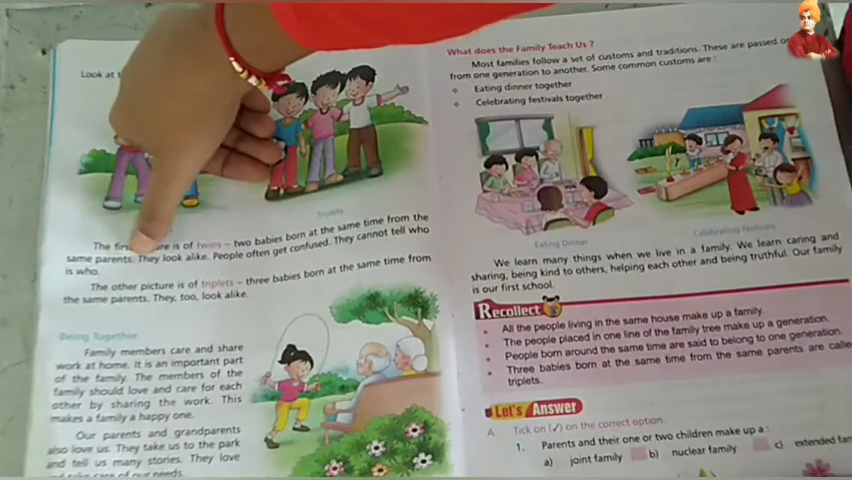 Look at
The first is of twins – two babies born at the same time from the
same parents. They look alike. People often get confused. They cannot tell who
is who.
The other picture is of triplets – three babies born at the same time from
the same parents. They, too, look alike.
Triplets
Being Together
Family members care and share
work at home. It is an important part
of the family. The members of the
family should love and care for each
other by sharing the work. This
makes a family a happy one.
Our parents and grandparents
also love us. They take us to the park
and tell us many stories. They love
and take care of our needs.
What does the Family Teach Us ?
Most families follow a set of customs and traditions. These are passed
from one generation to another. Some common customs are :
Eating dinner together
Celebrating festivals together
Eating Dinner
Celebrating Festivals
We learn many things when we live in a family. We learn caring and
sharing, being kind to others, helping each other and being truthful. Our family
is our first school.
Recollect
• All the people living in the same house make up a family.
• The people placed in one line of the family tree make up a generation.
• People born around the same time are said to belong to one generation.
• Three babies born at the same time from the same parents are calle
triplets.
Let's Answer
A. Tick on (✓) on the correct option.
1. Parents and their one or two children make up a :
a) joint family b) nuclear family c) extended fam